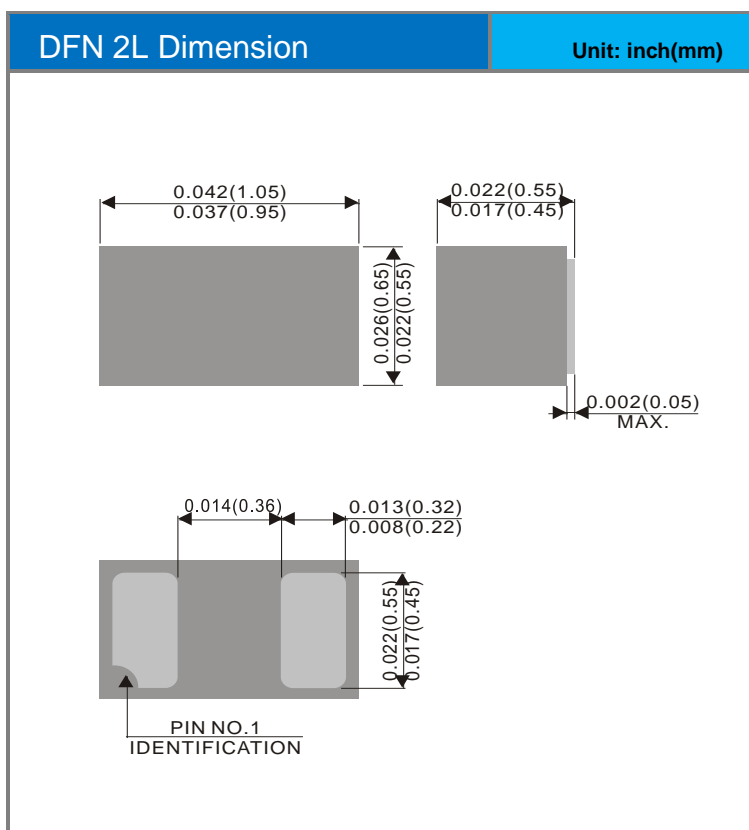 DFN 2L Dimension
Unit: inch(mm)
0.042(1.05)
0.037(0.95)
0.022(0.55)
0.017(0.45)
0.026(0.65)
0.022(0.55)
0.002(0.05)
MAX.
0.014(0.36)
0.013(0.32)
0.008(0.22)
0.022(0.55)
0.017(0.45)
PIN NO.1
IDENTIFICATION